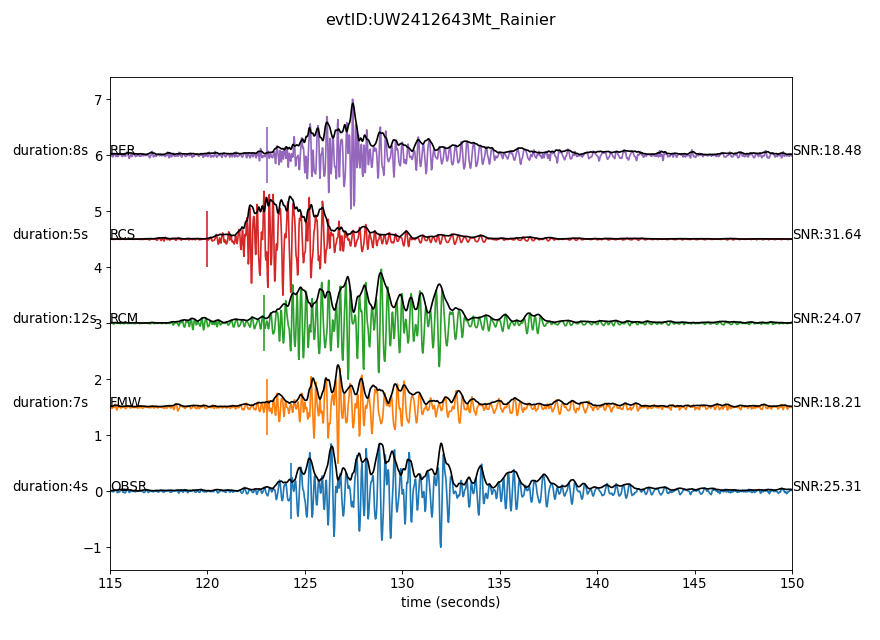 evtID:UW2412643Mt_Rainier
7
duration:8s RER SNR:18.48
6
5
duration:5s RCS SNR:31.64
4
duration:12s RCM SNR:24.07
3
2
duration:7s FMW SNR:18.21
1
duration:4s OBSR SNR:25.31
0
−1
115 120 125 130 135 140 145 150
time (seconds)